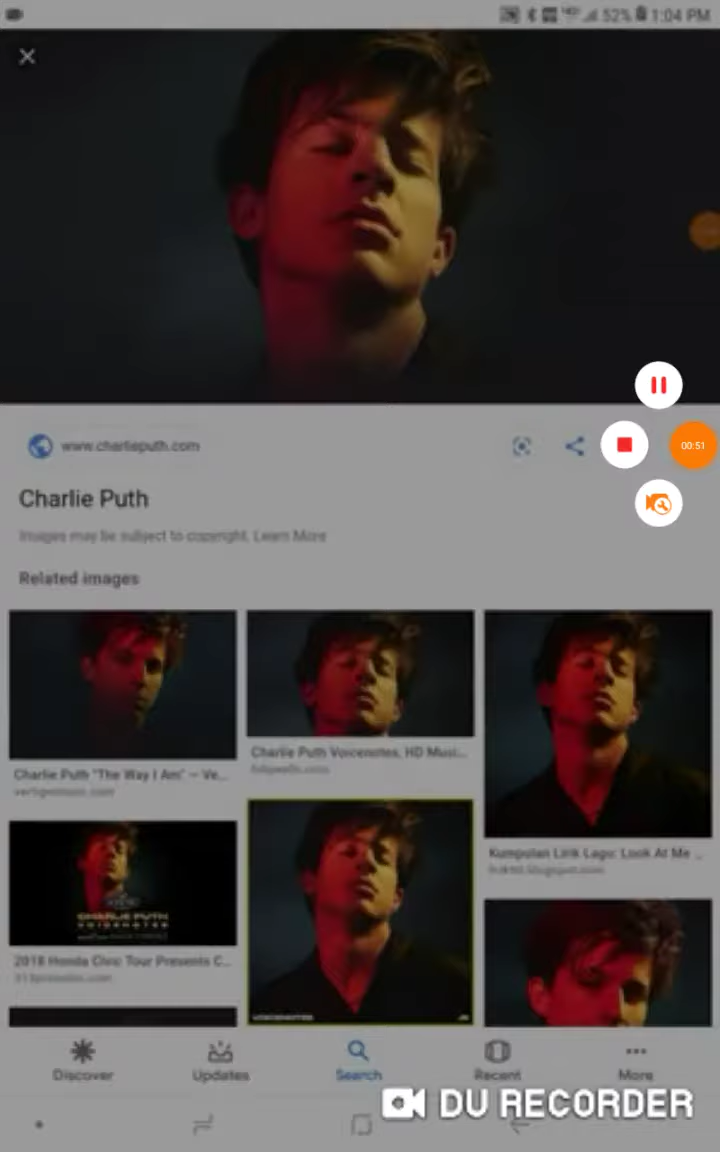 52% 1:04 PM
www.charlieputh.com
00:51
Charlie Puth
Images may be subject to copyright. Learn More
Related images
Charlie Puth "The Way I Am" – Ve...
Charlie Puth Voicenotes, HD Musi...
Kumpulan Lirik Lagu: Look At Me ...
CHARLIE PUTH
VOICENOTES
2018 Honda Civic Tour Presents C...
VOICENOTES
Discover
Updates
Search
Recent
More
DU RECORDER